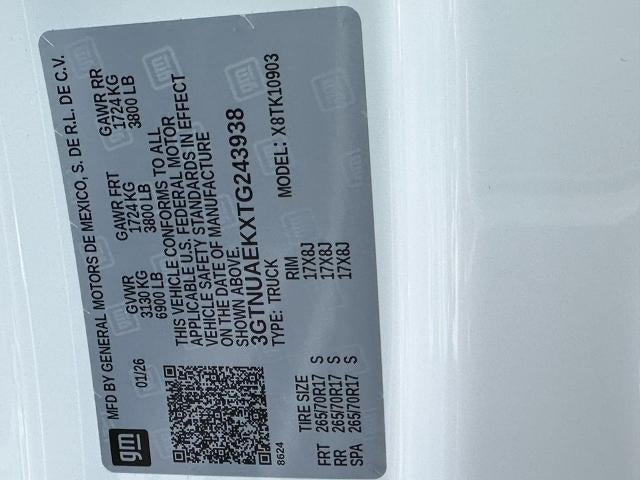 gm
MFD BY GENERAL MOTORS DE MEXICO, S. DE R.L. DE C.V.
01/26
GVWR GAWR FRT GAWR RR
3130 KG 1724 KG 1724 KG
6900 LB 3800 LB 3800 LB
THIS VEHICLE CONFORMS TO ALL
APPLICABLE U.S. FEDERAL MOTOR
VEHICLE SAFETY STANDARDS IN EFFECT
ON THE DATE OF MANUFACTURE
SHOWN ABOVE.
3GTNUAEKXTG243938
TYPE: TRUCK MODEL: X8TK10903
8624
TIRE SIZE RIM
FRT 265/70R17 S 17X8J
RR 265/70R17 S 17X8J
SPA 265/70R17 S 17X8J